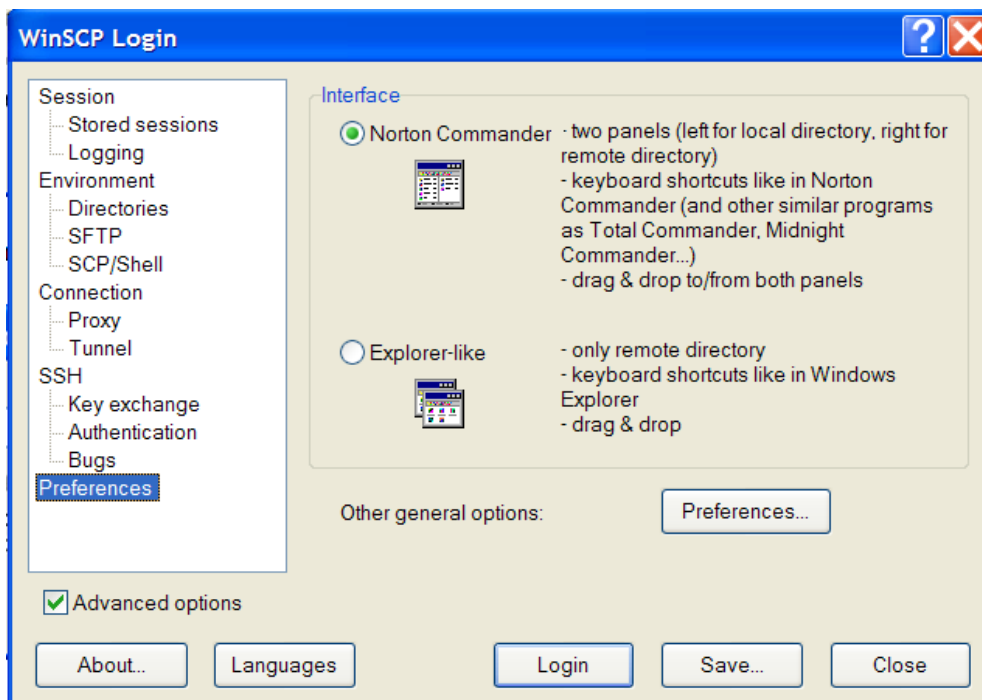 WinSCP Login
?
Session
Stored sessions
Logging
Environment
Directories
SFTP
SCP/Shell
Connection
Proxy
Tunnel
SSH
Key exchange
Authentication
Bugs
Preferences
Interface
Norton Commander
- two panels (left for local directory, right for
remote directory)
- keyboard shortcuts like in Norton
Commander (and other similar programs
as Total Commander, Midnight
Commander...)
- drag & drop to/from both panels
Explorer-like
- only remote directory
- keyboard shortcuts like in Windows
Explorer
- drag & drop
Other general options:
Preferences...
Advanced options
About...
Languages
Login
Save...
Close